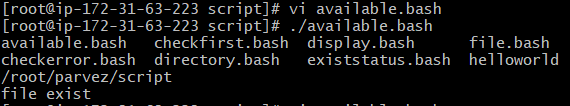 [root@ip-172-31-63-223 script]# vi available.bash
[root@ip-172-31-63-223 script]# ./available.bash
available.bash   checkfirst.bash  display.bash      file.bash
checkerror.bash  directory.bash   existstatus.bash  helloworld
/root/parvez/script
file exist